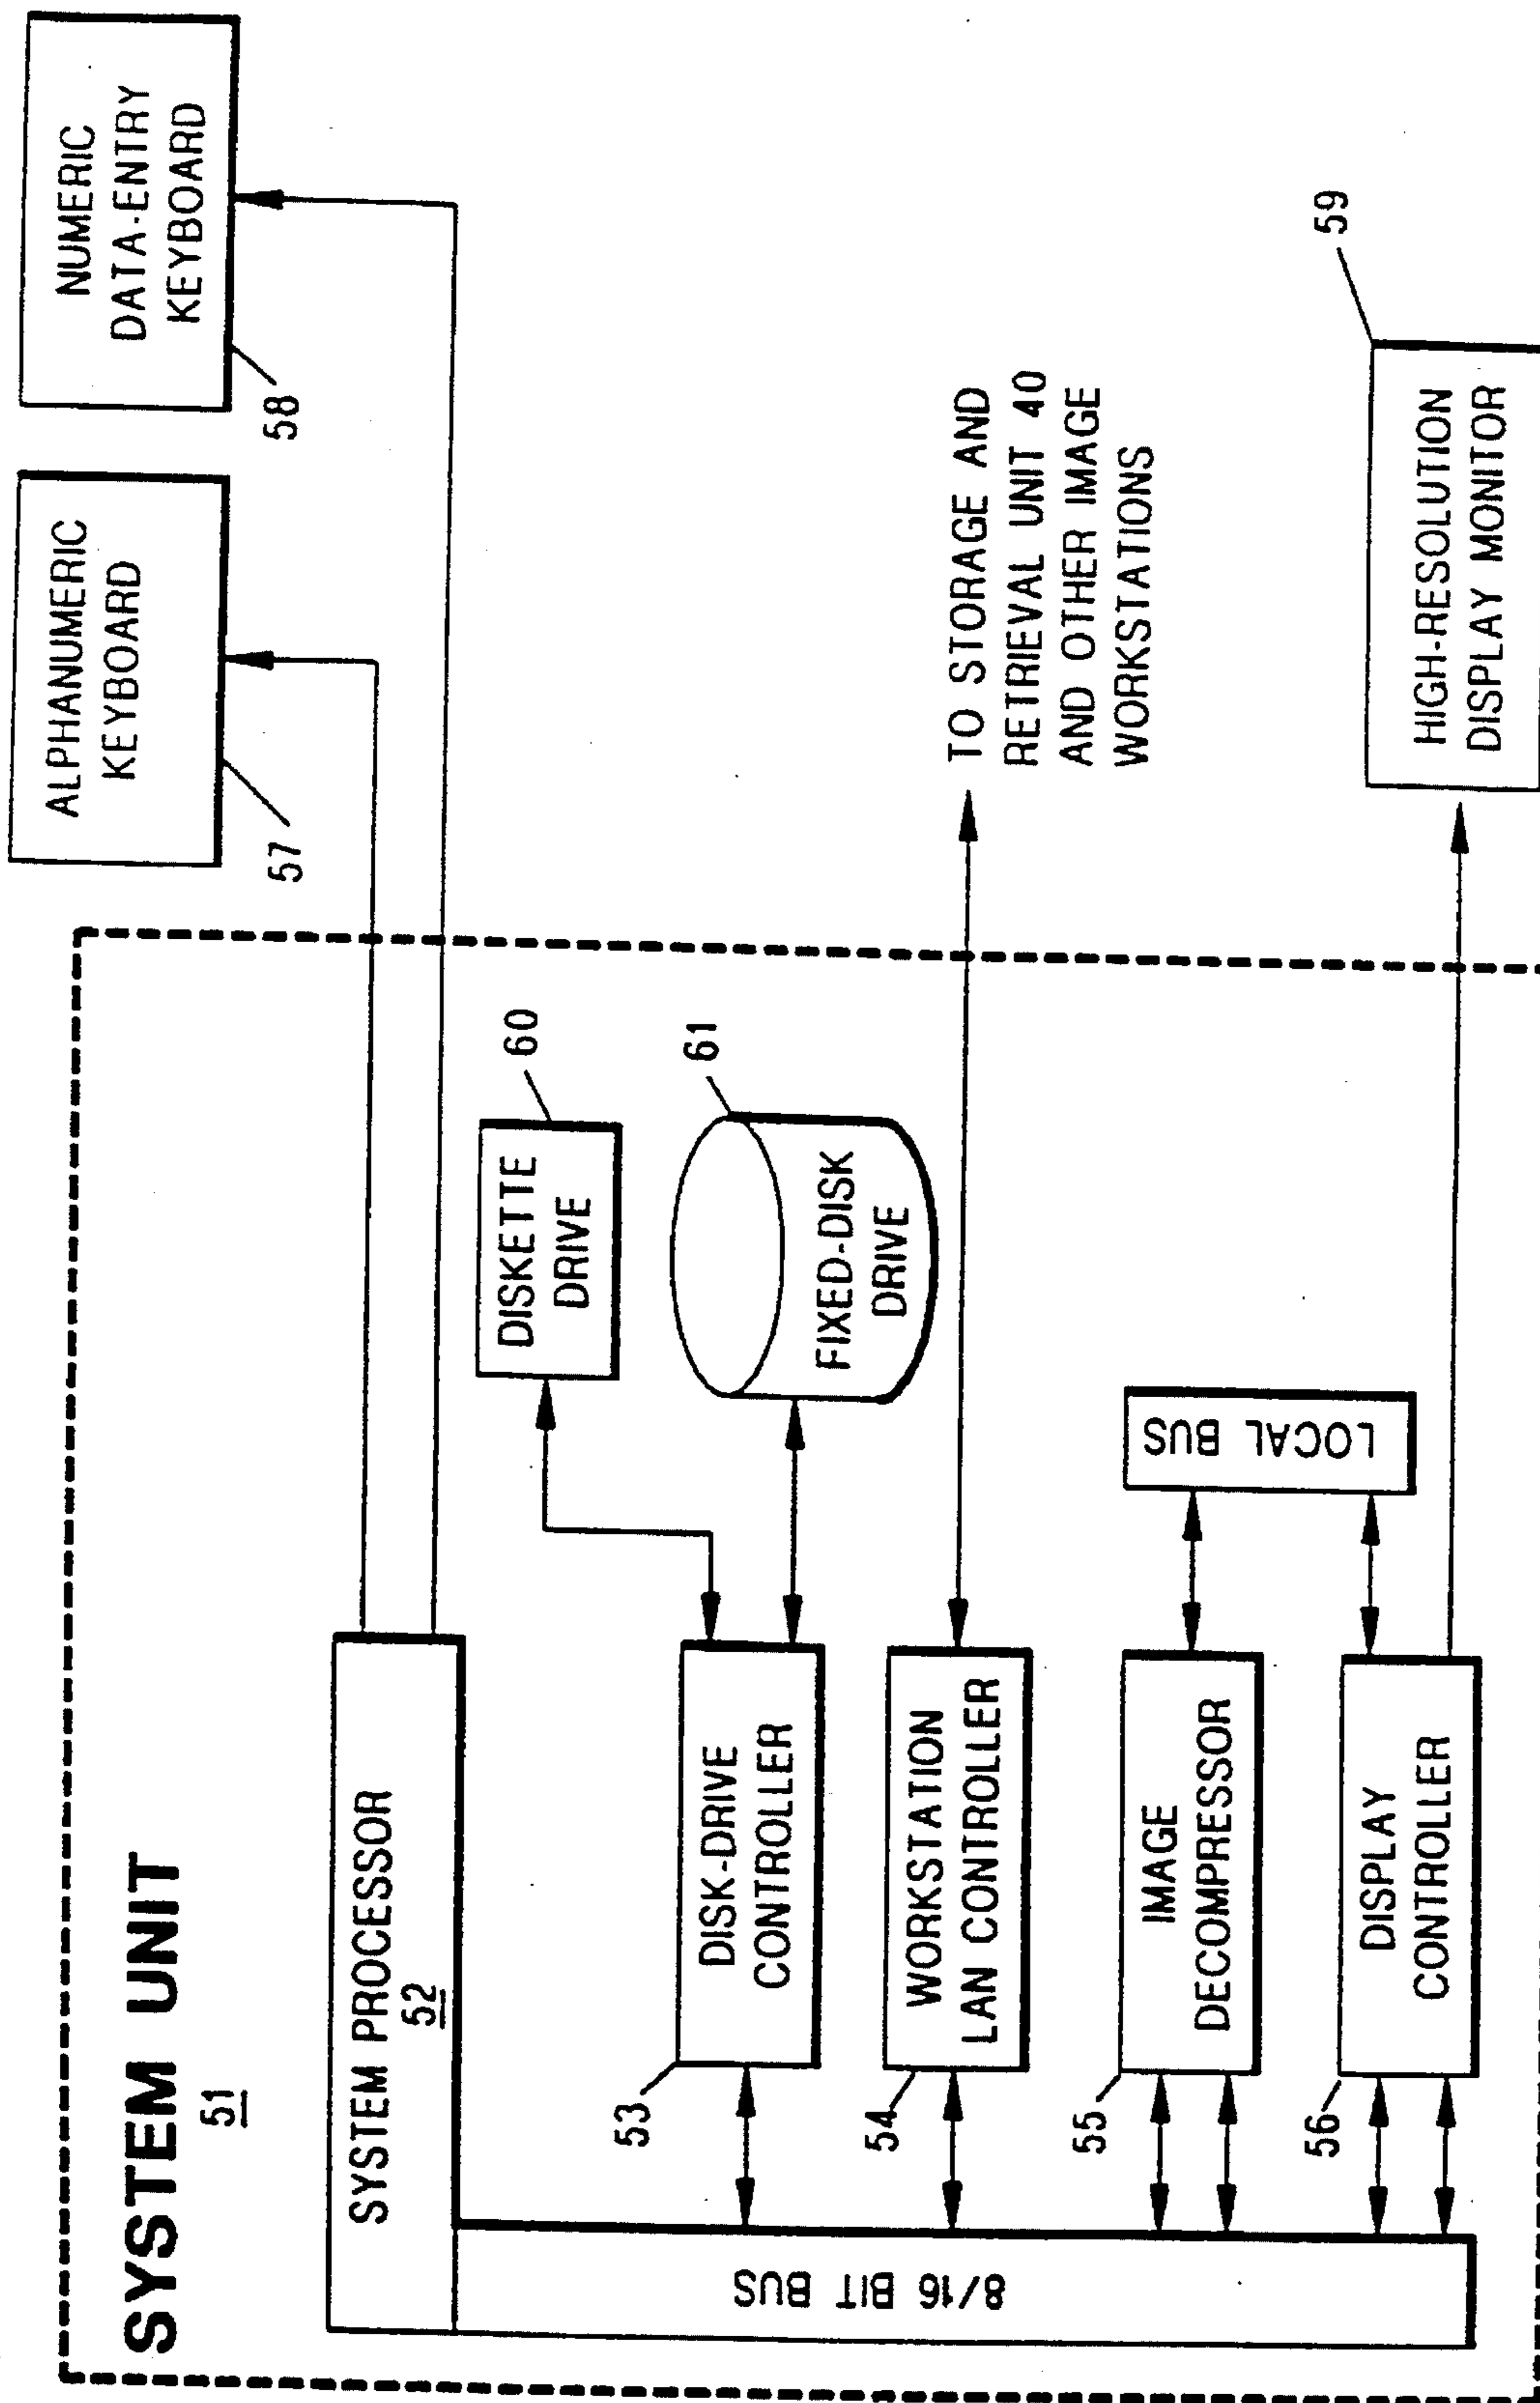 SYSTEM UNIT
51
SYSTEM PROCESSOR
52
ALPHANUMERIC
KEYBOARD
57
NUMERIC
DATA-ENTRY
KEYBOARD
58
DISKETTE
DRIVE
60
FIXED-DISK
DRIVE
61
53
DISK-DRIVE
CONTROLLER
54
WORKSTATION
LAN CONTROLLER
TO STORAGE AND
RETRIEVAL UNIT 40
AND OTHER IMAGE
WORKSTATIONS
55
IMAGE
DECOMPRESSOR
LOCAL BUS
56
DISPLAY
CONTROLLER
HIGH-RESOLUTION
DISPLAY MONITOR
59
8/16 BIT BUS